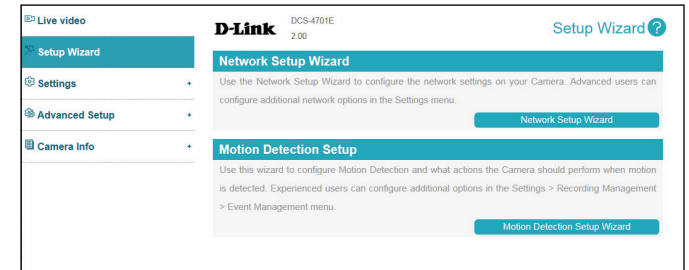 Live video
Setup Wizard
Settings +
Advanced Setup +
Camera Info +
D-Link DCS-4701E
2.00
Setup Wizard ?
Network Setup Wizard
Use the Network Setup Wizard to configure the network settings on your Camera. Advanced users can
configure additional network options in the Settings menu.
Network Setup Wizard
Motion Detection Setup
Use this wizard to configure Motion Detection and what actions the Camera should perform when motion
is detected. Experienced users can configure additional options in the Settings > Recording Management
> Event Management menu.
Motion Detection Setup Wizard